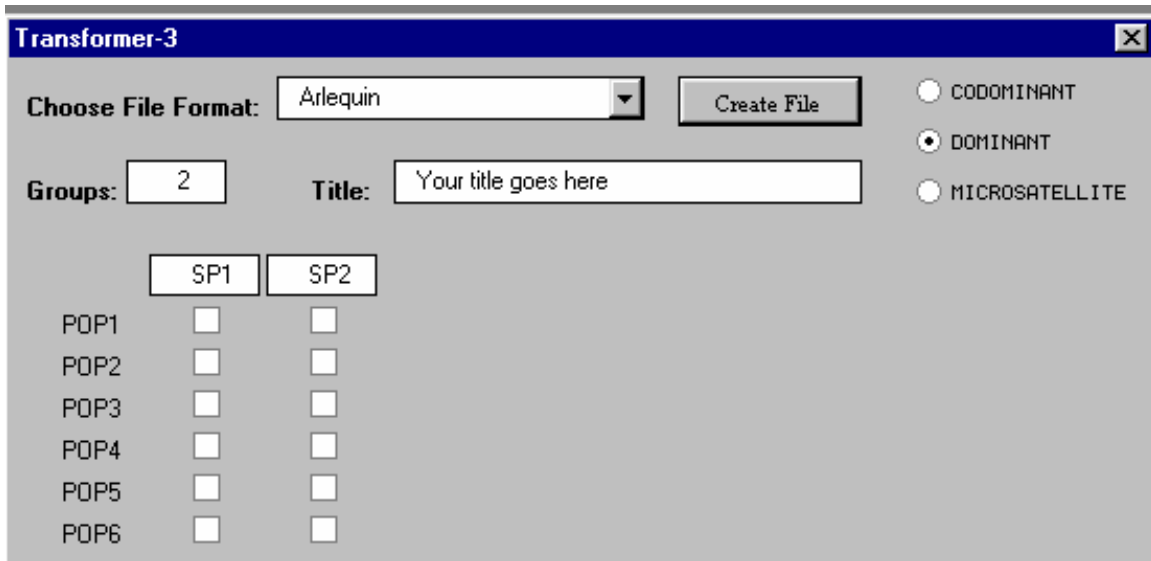 Transformer-3
Choose File Format: Arlequin Create File CODOMINANT
DOMINANT
Groups: 2 Title: Your title goes here MICROSATELLITE
SP1 SP2
POP1
POP2
POP3
POP4
POP5
POP6